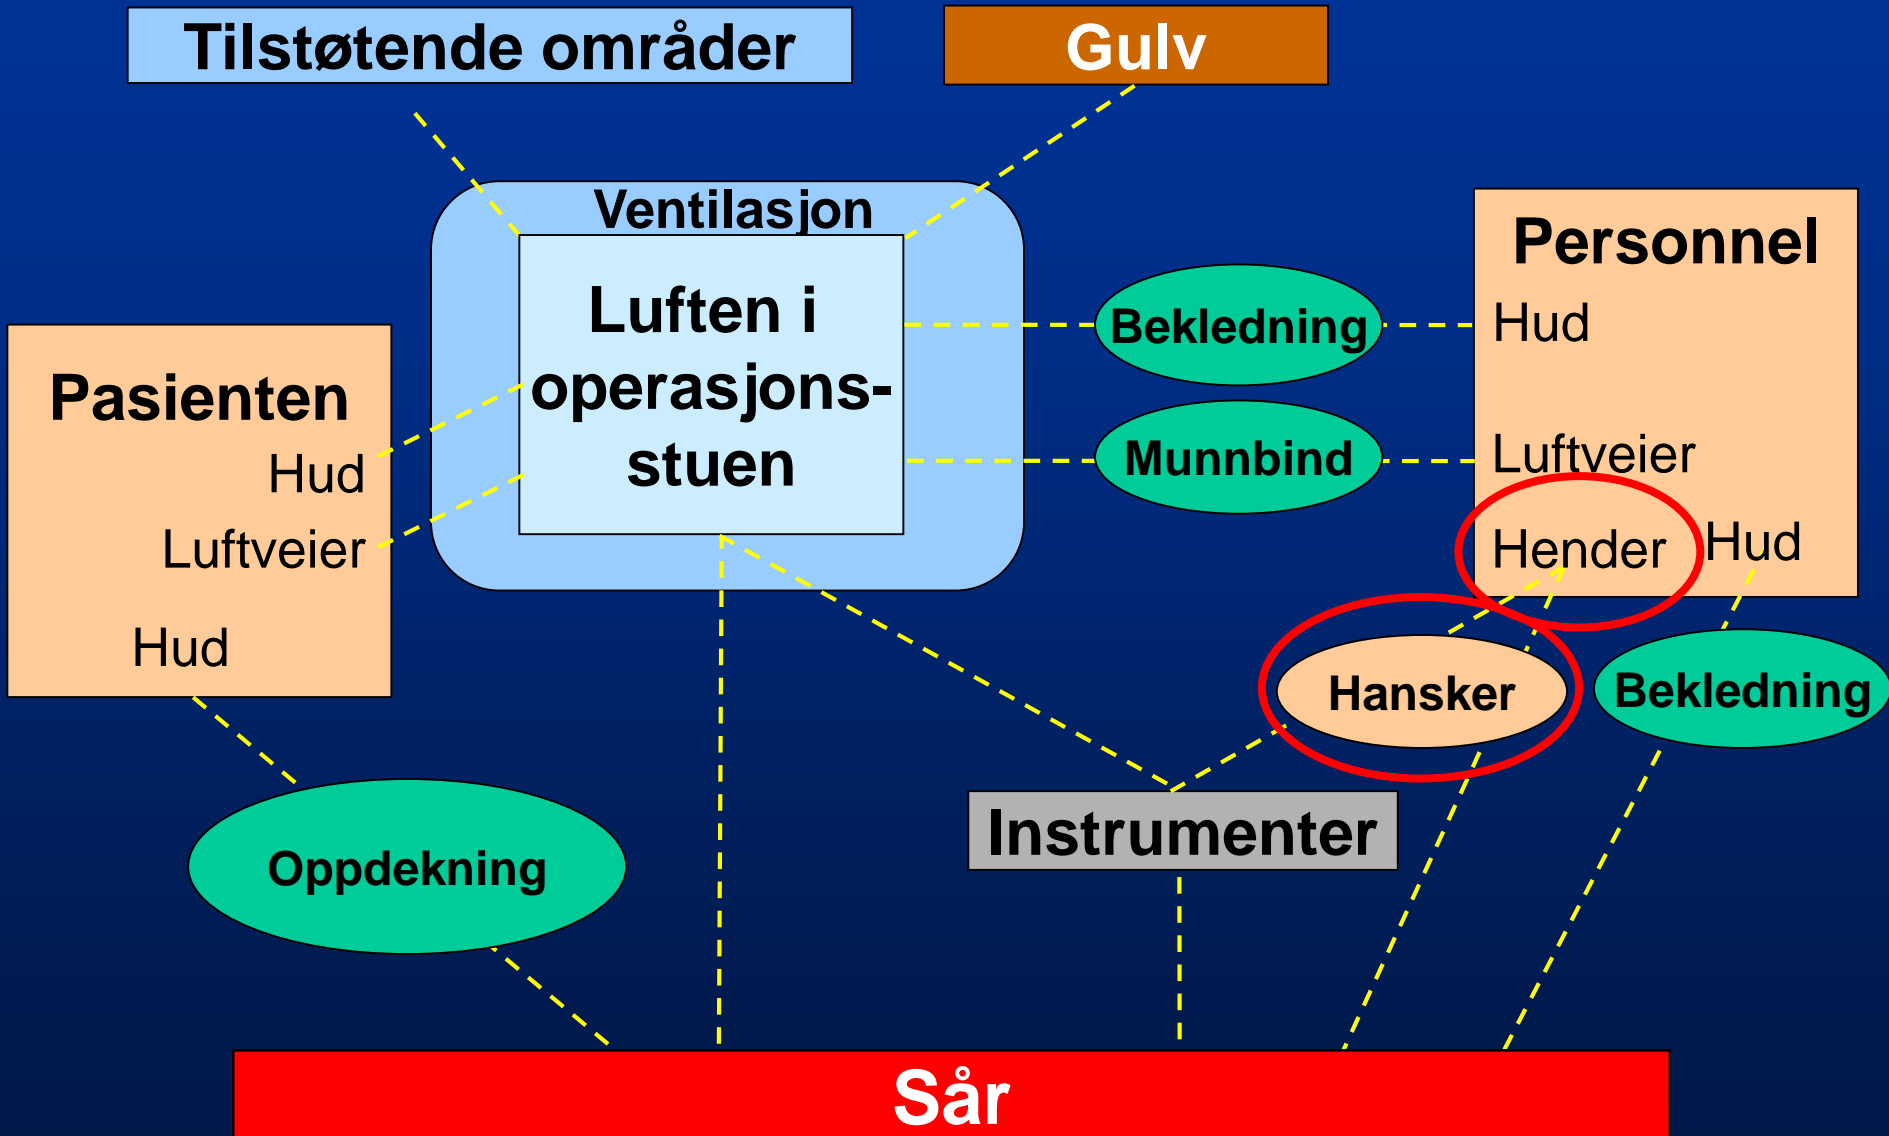 Tilstøtende områder
Gulv
Ventilasjon
Luften i
operasjons-
stuen
Personnel
Hud
Luftveier
Hender
Hud
Bekledning
Munnbind
Pasienten
Hud
Luftveier
Hud
Hansker
Bekledning
Instrumenter
Oppdekning
Sår